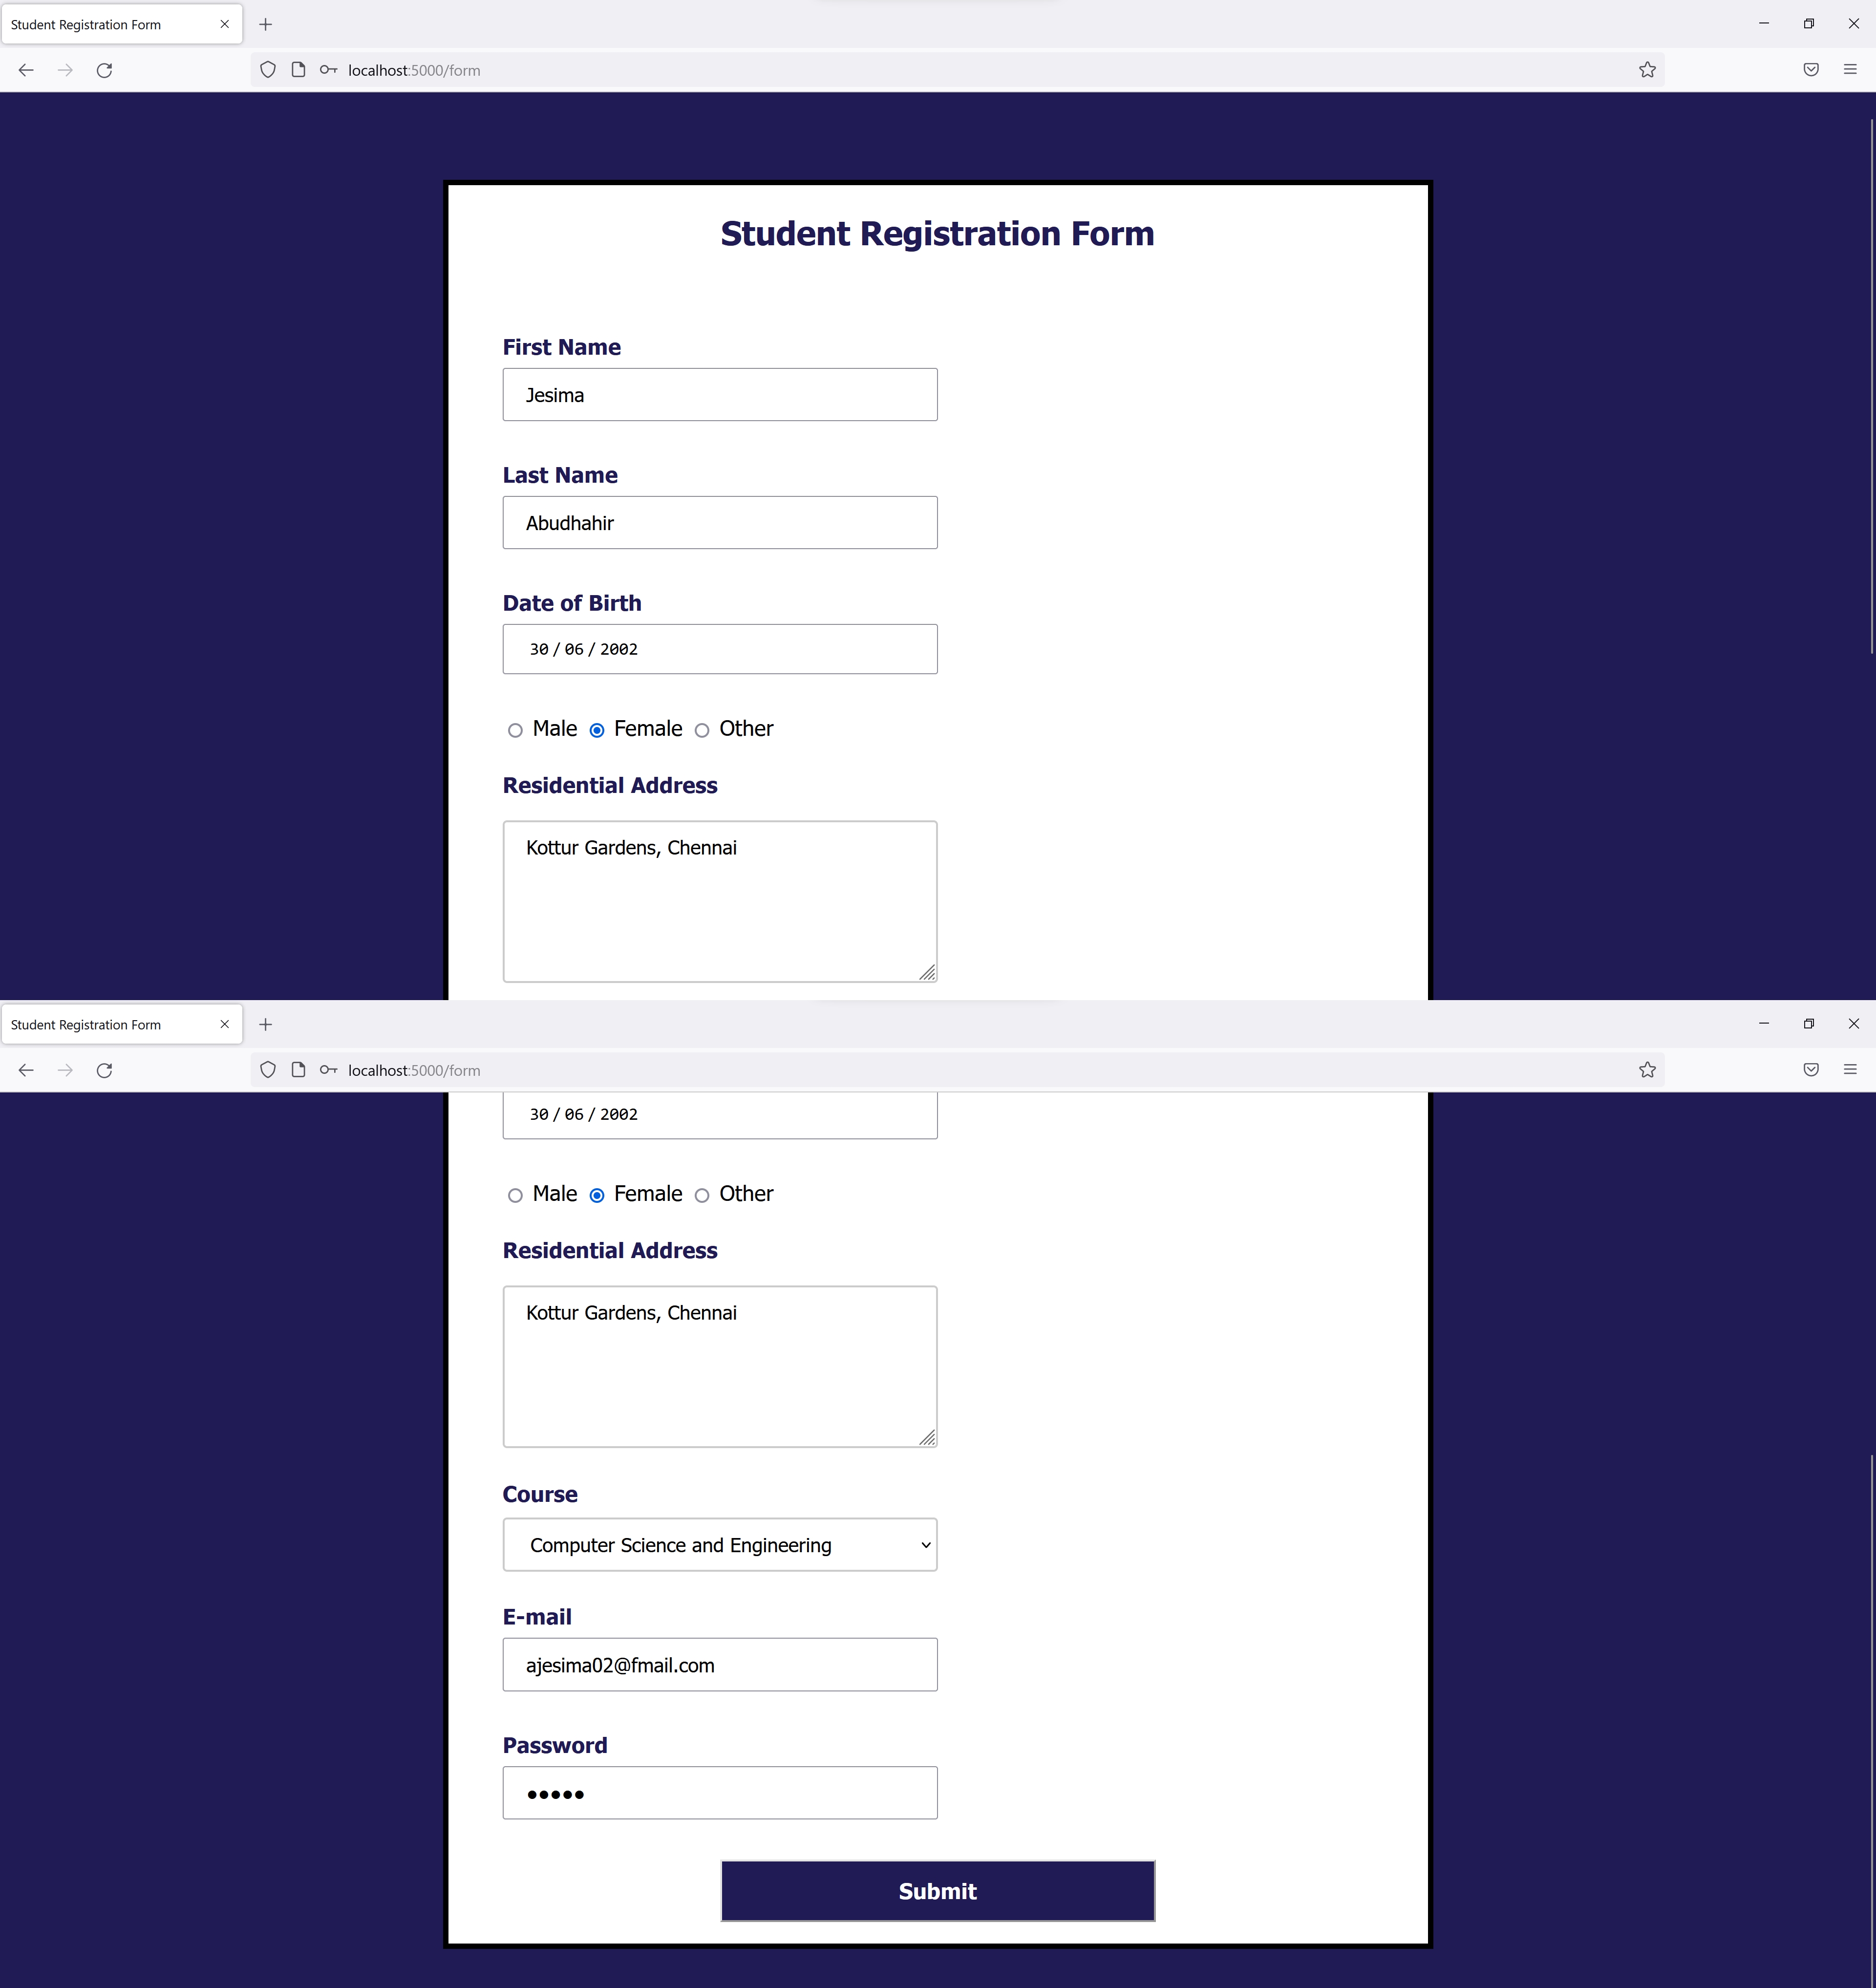 Student Registration Form
localhost:5000/form
Student Registration Form
First Name
Jesima
Last Name
Abudhahir
Date of Birth
30 / 06 / 2002
Male Female Other
Residential Address
Kottur Gardens, Chennai
Student Registration Form
localhost:5000/form
30 / 06 / 2002
Male Female Other
Residential Address
Kottur Gardens, Chennai
Course
Computer Science and Engineering
E-mail
ajesima02@fmail.com
Password
•••••
Submit